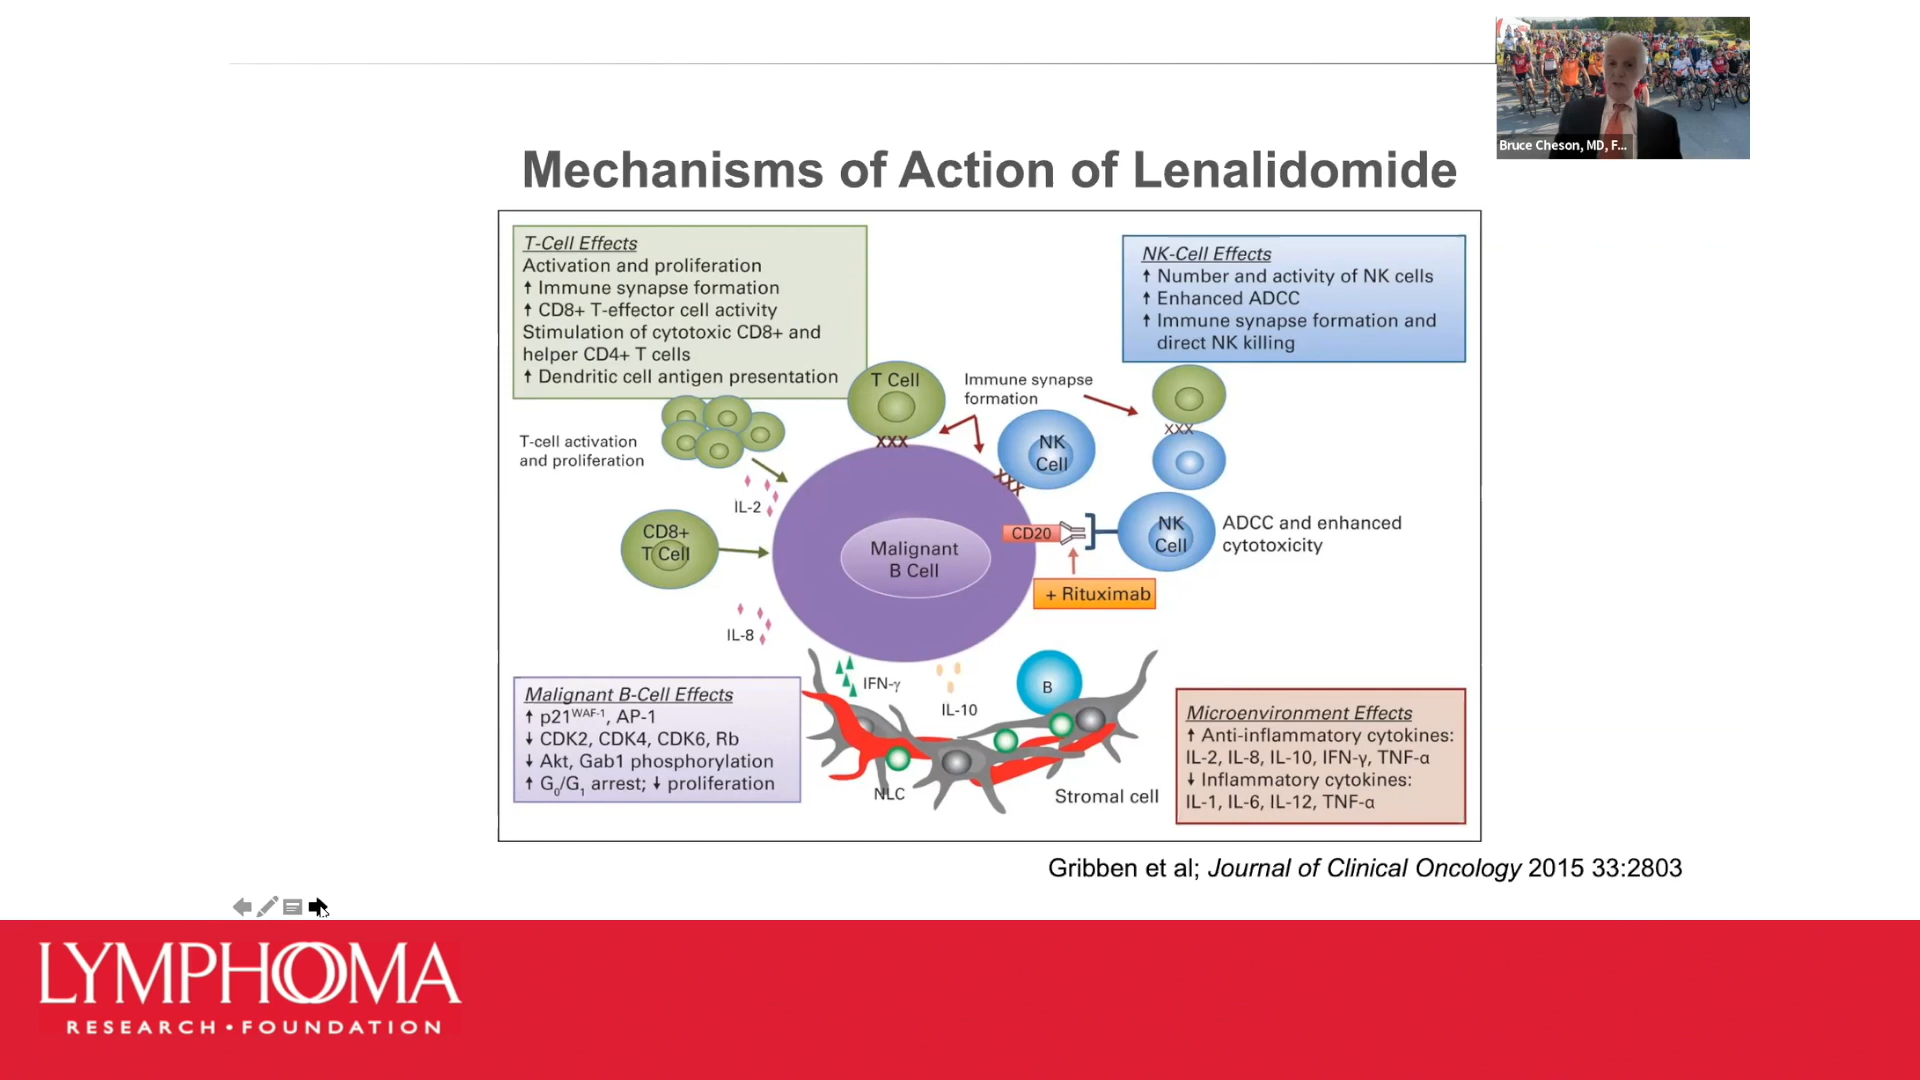 Bruce Cheson, MD, F...
Mechanisms of Action of Lenalidomide
T-Cell Effects
Activation and proliferation
↑ Immune synapse formation
↑ CD8+ T-effector cell activity
Stimulation of cytotoxic CD8+ and
helper CD4+ T cells
↑ Dendritic cell antigen presentation
NK-Cell Effects
↑ Number and activity of NK cells
↑ Enhanced ADCC
↑ Immune synapse formation and
direct NK killing
T Cell
Immune synapse
formation
XXX
XXX
NK
Cell
XXX
T-cell activation
and proliferation
IL-2
CD8+
T Cell
Malignant
B Cell
CD20
NK
Cell
ADCC and enhanced
cytotoxicity
+ Rituximab
IL-8
IFN-γ
IL-10
B
NLC
Stromal cell
Malignant B-Cell Effects
↑ p21WAF-1, AP-1
↓ CDK2, CDK4, CDK6, Rb
↓ Akt, Gab1 phosphorylation
↑ G0/G1 arrest; ↓ proliferation
Microenvironment Effects
↑ Anti-inflammatory cytokines:
IL-2, IL-8, IL-10, IFN-γ, TNF-α
↓ Inflammatory cytokines:
IL-1, IL-6, IL-12, TNF-α
Gribben et al; Journal of Clinical Oncology 2015 33:2803
LYMPHOMA
RESEARCH • FOUNDATION